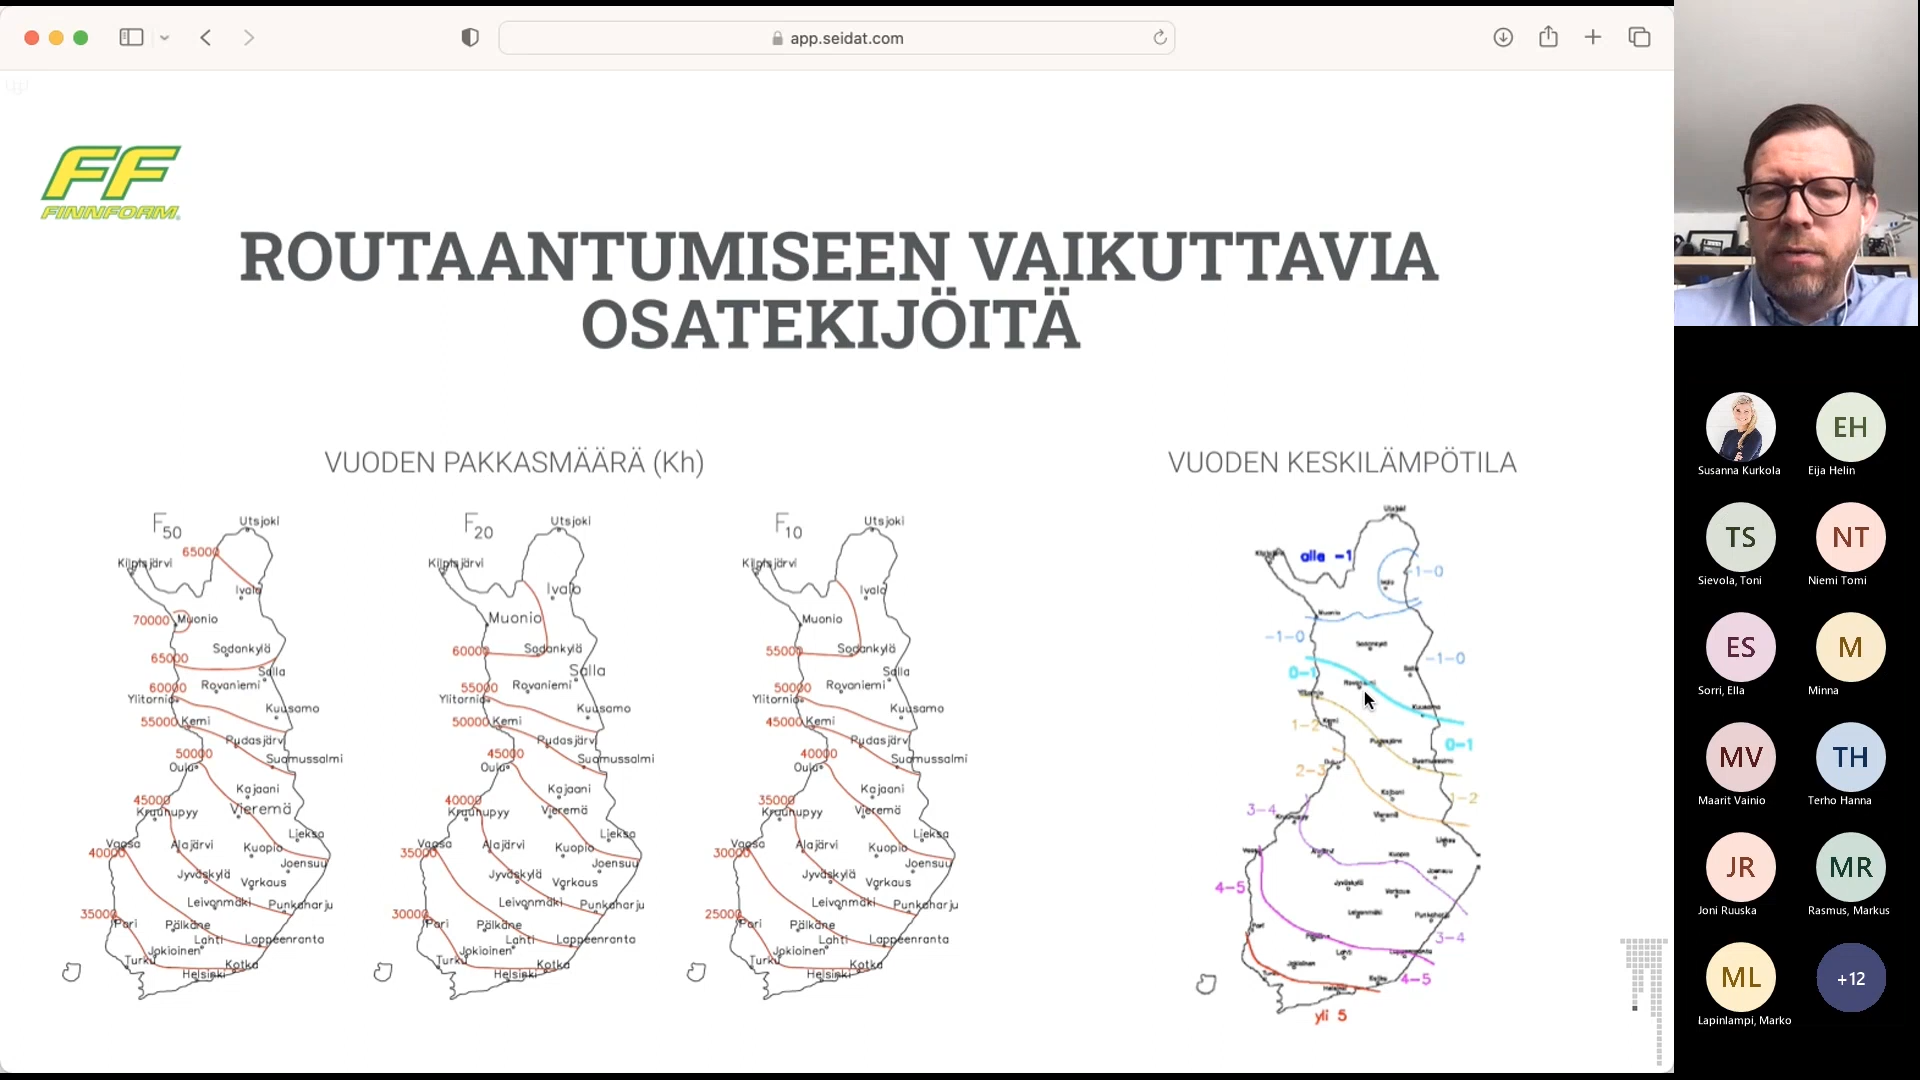 app.seidat.com
FF
FINNFOAM
ROUTAANTUMISEEN VAIKUTTAVIA
OSATEKIJÖITÄ
VUODEN PAKKASMÄÄRÄ (Kh)
VUODEN KESKILÄMPÖTILA
F50
Utsjoki
65000
Kilpisjärvi
Ivalo
70000
Muonio
Sodankylä
65000
Salla
60000
Rovaniemi
Ylitornio
Kuusamo
55000
Kemi
Pudasjärvi
50000
Suomussalmi
Oulu
Kajaani
45000
Vieremä
Kruunupyy
Lieksa
Vaasa
Alajärvi
Kuopio
40000
Joensuu
Jyväskylä
Varkaus
Leivonmäki
Punkaharju
35000
Pori
Pälkäne
Lahti
Lappeenranta
Jokioinen
Turku
Kotka
Helsinki
F20
Utsjoki
Kilpisjärvi
Ivalo
Muonio
60000
Sodankylä
Salla
55000
Rovaniemi
Ylitornio
Kuusamo
50000
Kemi
Pudasjärvi
45000
Suomussalmi
Oulu
Kajaani
40000
Vieremä
Kruunupyy
Lieksa
Vaasa
Alajärvi
Kuopio
35000
Joensuu
Jyväskylä
Varkaus
Leivonmäki
Punkaharju
30000
Pori
Pälkäne
Lahti
Lappeenranta
Jokioinen
Turku
Kotka
Helsinki
F10
Utsjoki
Kilpisjärvi
Ivalo
Muonio
55000
Sodankylä
Salla
50000
Rovaniemi
Ylitornio
Kuusamo
45000
Kemi
Pudasjärvi
40000
Suomussalmi
Oulu
Kajaani
35000
Vieremä
Kruunupyy
Lieksa
Vaasa
Alajärvi
Kuopio
30000
Joensuu
Jyväskylä
Varkaus
Leivonmäki
Punkaharju
25000
Pori
Pälkäne
Lahti
Lappeenranta
Jokioinen
Turku
Kotka
Helsinki
alle -1
-1-0
-1-0
-1-0
0-1
0-1
1-2
2-3
1-2
3-4
4-5
3-4
4-5
yli 5
Susanna Kurkola
EH
Eija Helin
TS
Sievola, Toni
NT
Niemi Tomi
ES
Sorri, Ella
M
Minna
MV
Maarit Vainio
TH
Terho Hanna
JR
Joni Ruuska
MR
Rasmus, Markus
ML
Lapinlampi, Marko
+12